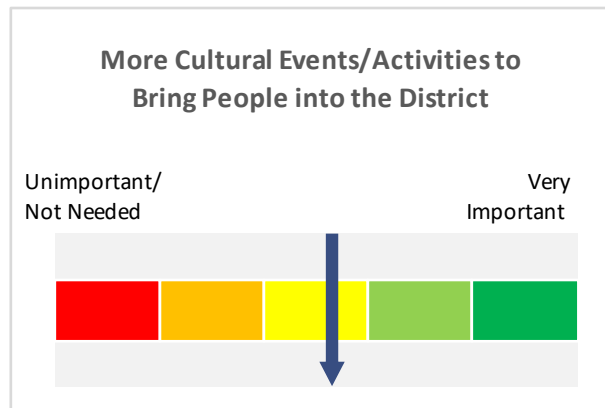 More Cultural Events/Activities to
Bring People into the District
Unimportant/
Not Needed
Very
Important